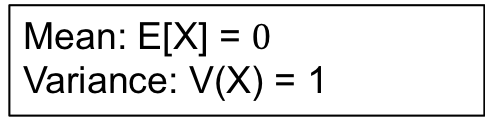 Mean: E[X] = 0
Variance: V(X) = 1